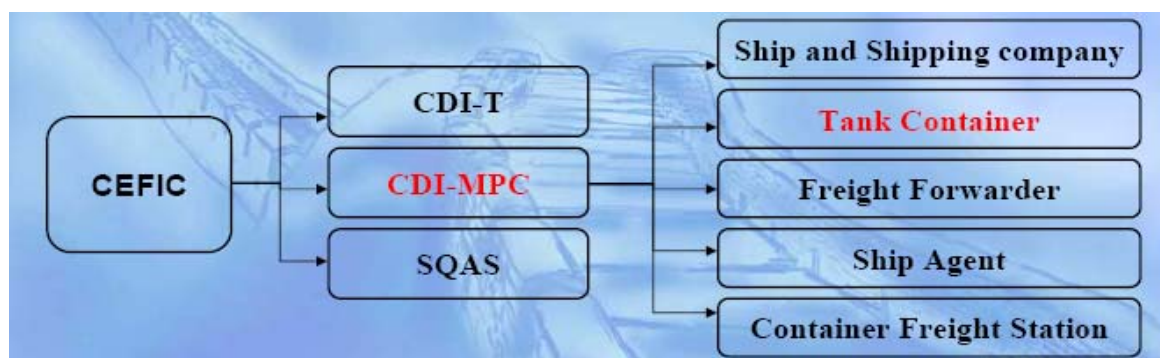 CEFIC
CDI-T
CDI-MPC
SQAS
Ship and Shipping company
Tank Container
Freight Forwarder
Ship Agent
Container Freight Station